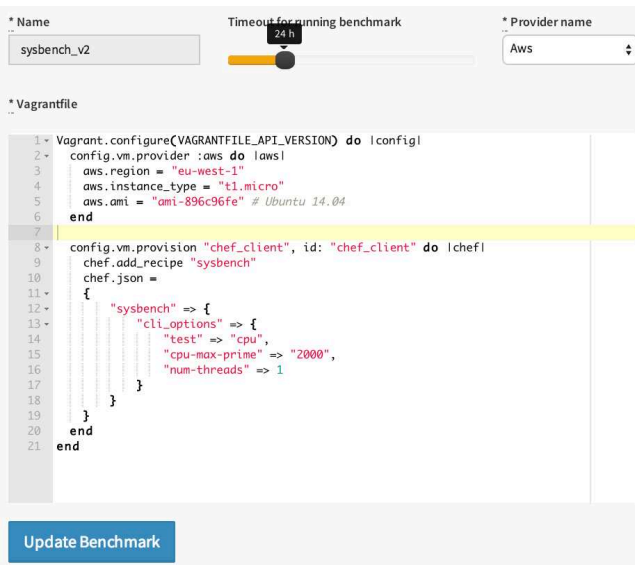 * Name
Timeout for running benchmark
* Provider name
24 h
sysbench_v2
Aws
* Vagrantfile
1 Vagrant.configure(VAGRANTFILE_API_VERSION) do |config|
2   config.vm.provider :aws do |aws|
3     aws.region = "eu-west-1"
4     aws.instance_type = "t1.micro"
5     aws.ami = "ami-896c96fe" # Ubuntu 14.04
6   end
7
8   config.vm.provision "chef_client", id: "chef_client" do |chef|
9     chef.add_recipe "sysbench"
10     chef.json =
11     {
12         "sysbench" => {
13             "cli_options" => {
14                 "test" => "cpu",
15                 "cpu-max-prime" => "2000",
16                 "num-threads" => 1
17             }
18         }
19     }
20   end
21 end
Update Benchmark